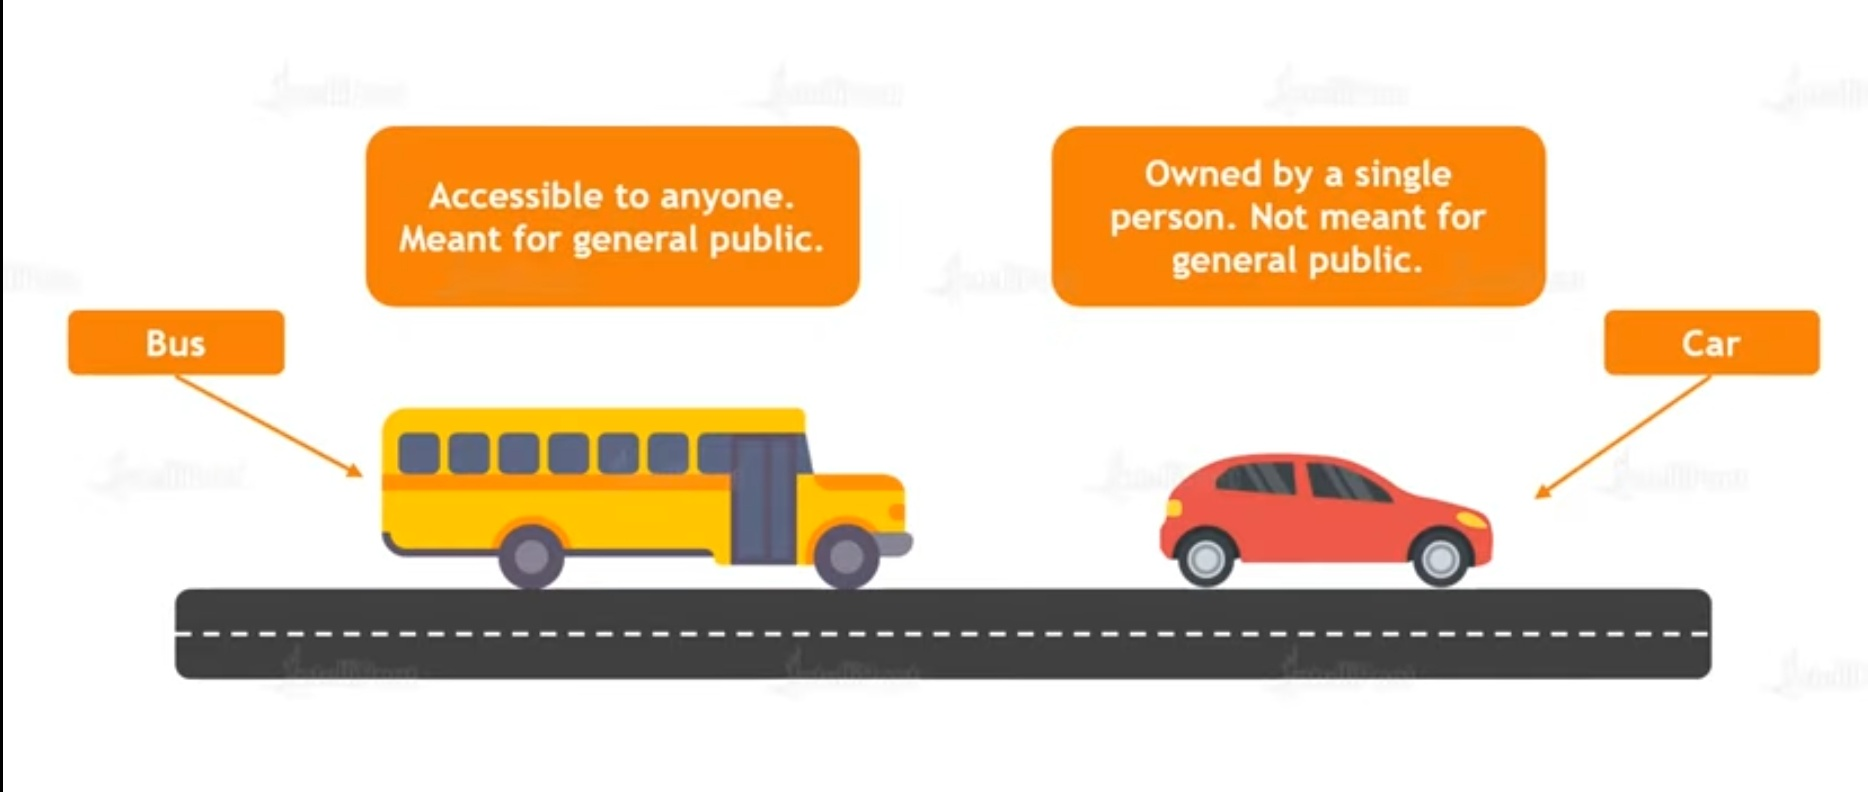 Accessible to anyone.
Meant for general public.
Owned by a single
person. Not meant for
general public.
Bus
Car